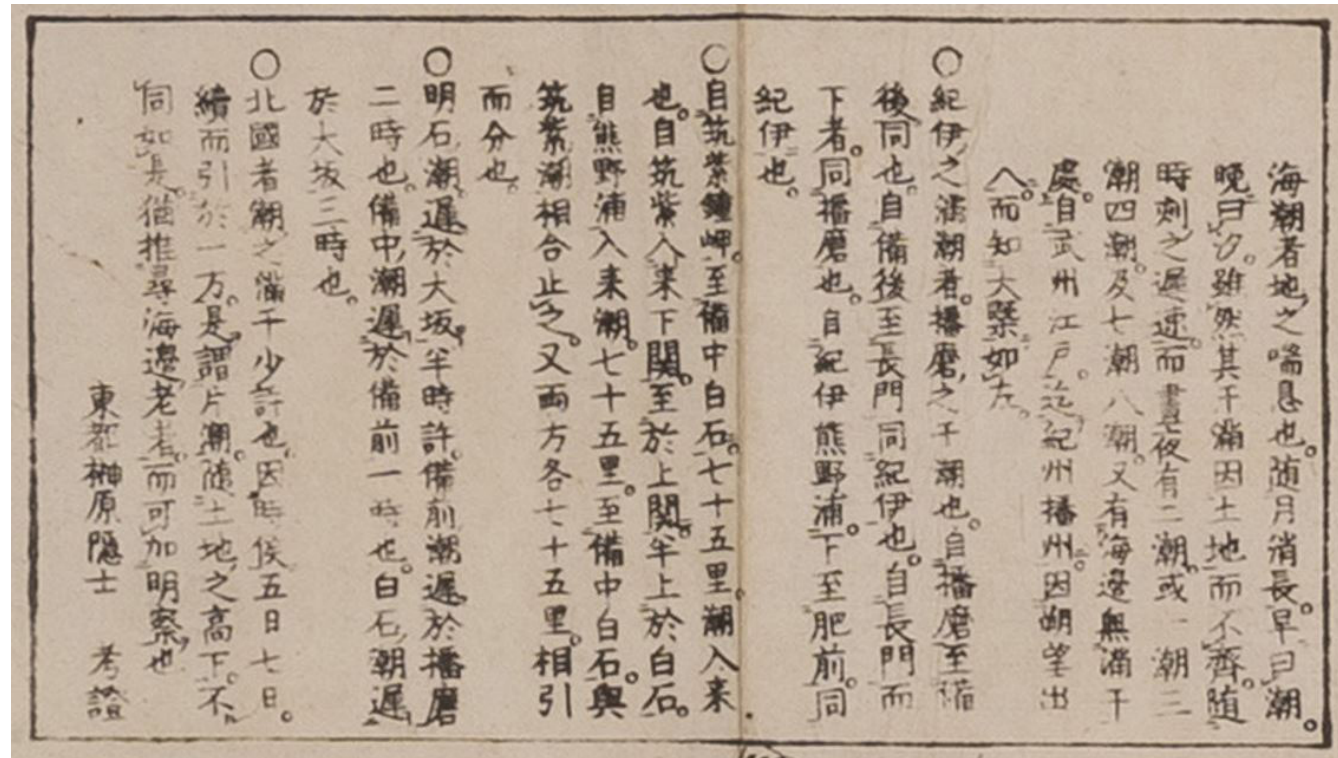 海潮者地之喘息也。随月消長。早曰潮。
晩曰汐。雖然其干滿因土地而不齊。随
時刻之遲速。而晝夜有二潮。或一潮三
潮四潮。及七潮八潮。又有海邊無滿干
處。自武州江戸。迄紀州播州。因朔望出
入。而知大槩如左。
○紀伊之滿潮者。播磨之干潮也。自播磨至備
後同也。自備後至長門同紀伊也。自長門而
下者。同播磨也。自紀伊熊野浦下至肥前同
紀伊也。
○自筑紫鐘岬。至備中白石。七十五里潮入来
也。自筑紫入来下関。至於上関。半上於白石。
自熊野浦入来潮。七十五里。至備中白石。與
筑紫潮相合止之。又両方各七十五里。相引
而分也。
○明石潮。遲於大坂。半時許。備前潮遲於播磨
二時也。備中潮遲於備前一時也。白石潮遲
於大坂三時也。
○北國者潮之滿干少許也。因時侯五日七日。
續而引於一方。是謂片潮。随土地之高下。不
同如是。猶推尋海邊老者。而可加明察也
東都榊原隠士　考證